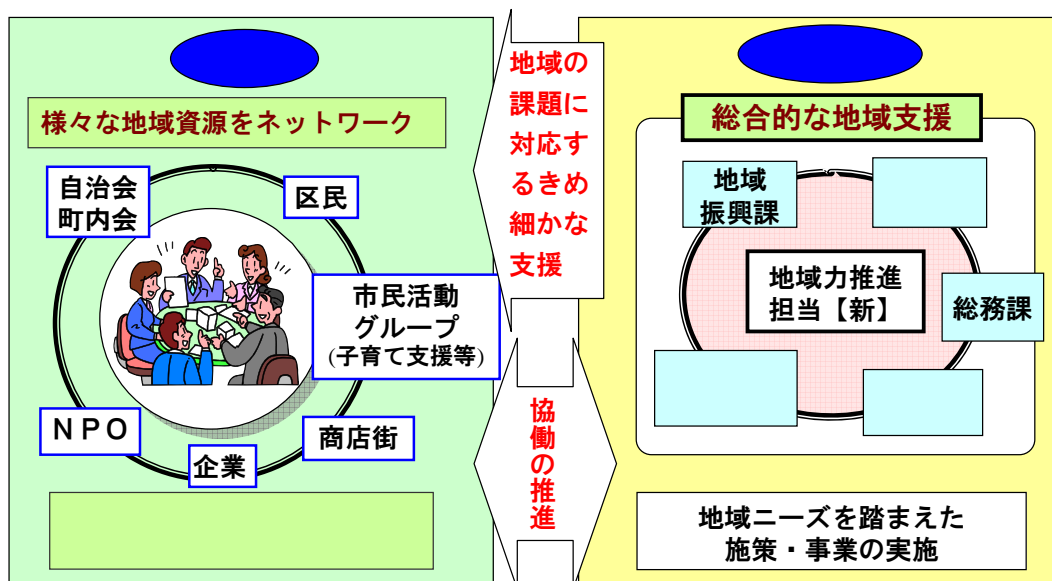 様々な地域資源をネットワーク
自治会
町内会
区民
市民活動
グループ
(子育て支援等)
ＮＰＯ
企業
商店街
地域の
課題に
対応す
るきめ
細かな
支援
協働の推進
総合的な地域支援
地域
振興課
地域力推進
担当【新】
総務課
地域ニーズを踏まえた
施策・事業の実施